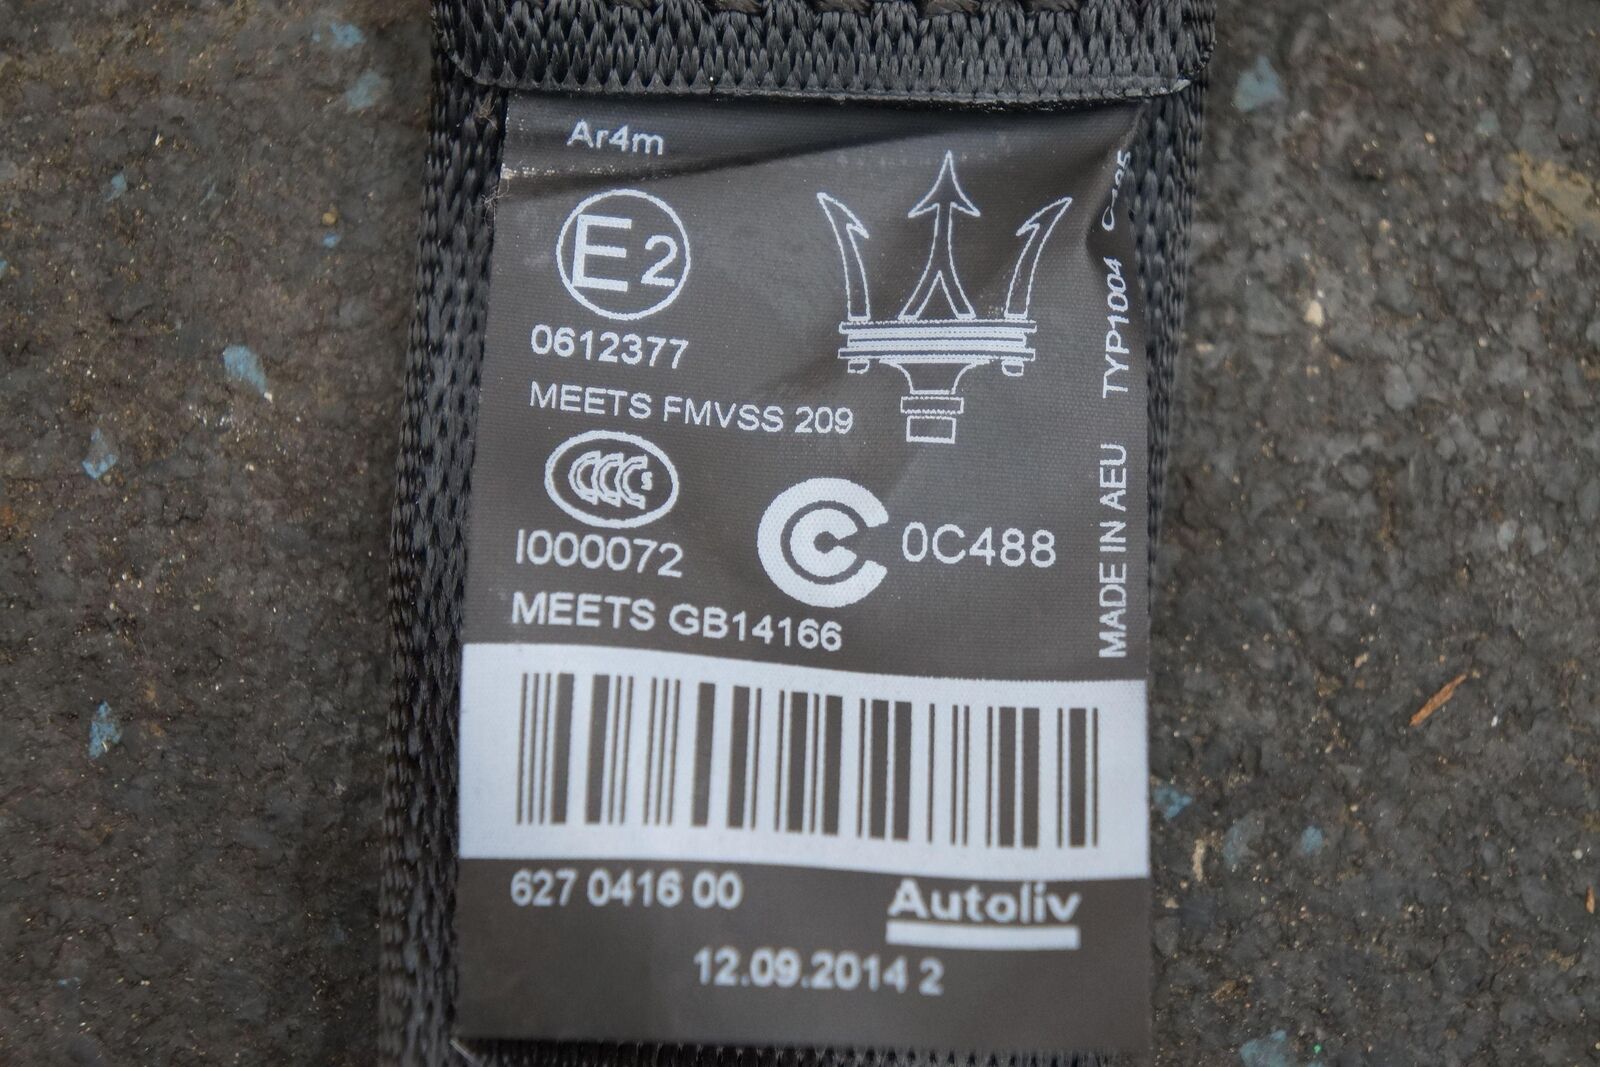 Ar4m
E2
0612377
MEETS FMVSS 209
CCC S
I000072
0C488
MEETS GB14166
MADE IN AEU TYP1004
627 0416 00
Autoliv
12.09.2014 2